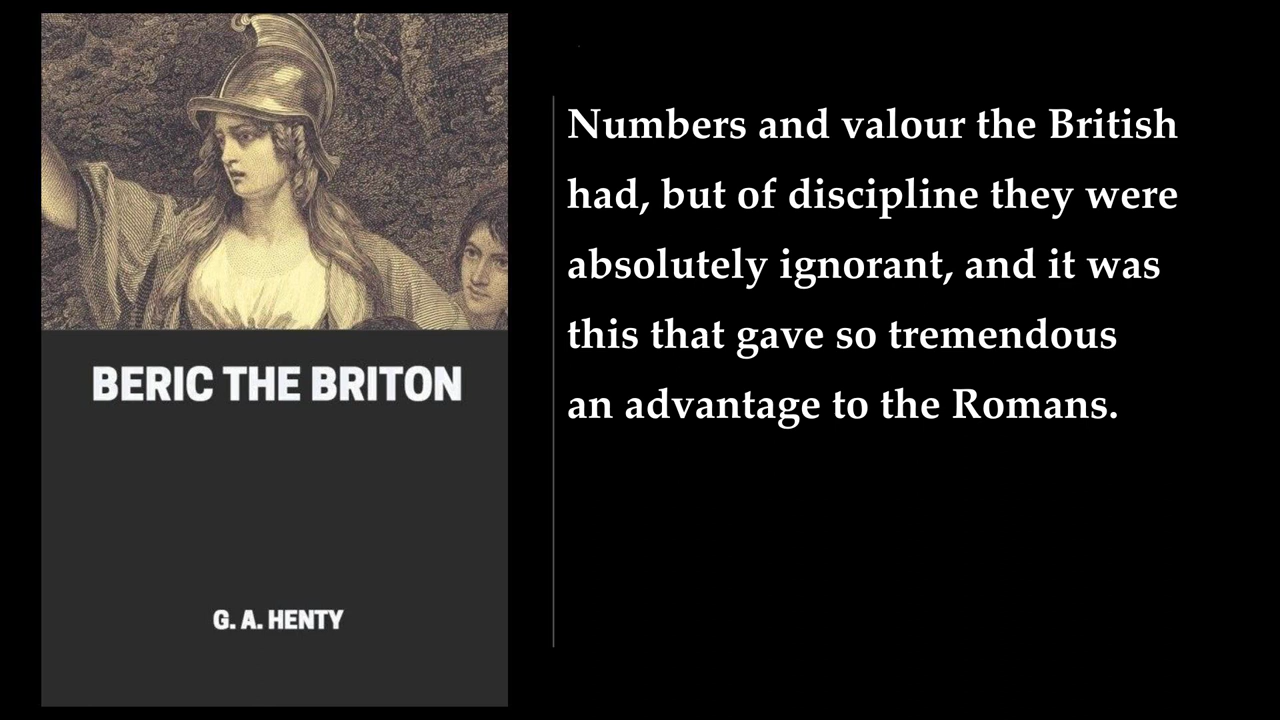 BERIC THE BRITON
G. A. HENTY
Numbers and valour the British
had, but of discipline they were
absolutely ignorant, and it was
this that gave so tremendous
an advantage to the Romans.